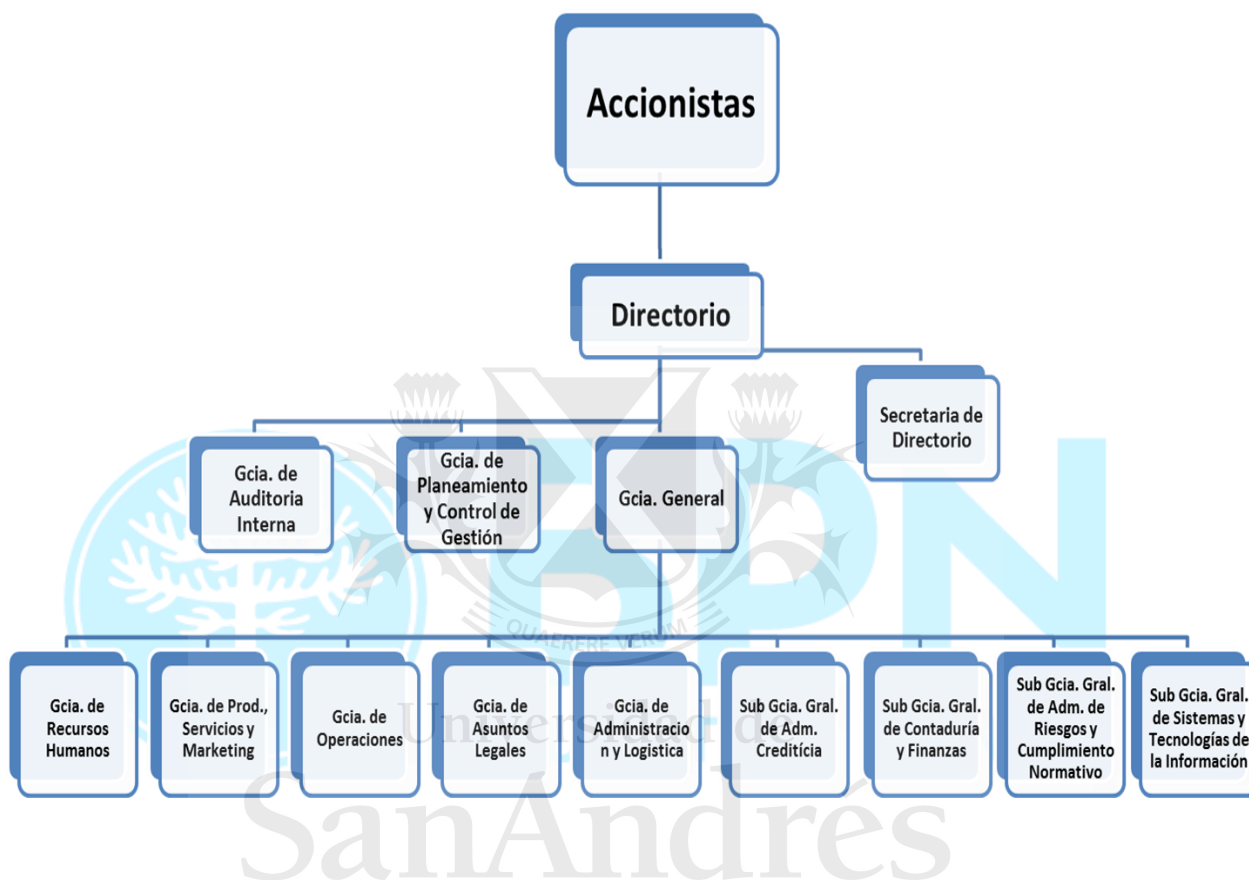 Accionistas
Directorio
Secretaria de
Directorio
Gcia. de
Auditoria
Interna
Gcia. de
Planeamiento
y Control de
Gestión
Gcia. General
BPN
QUAERERE VERUM
Gcia. de
Recursos
Humanos
Gcia. de Prod.,
Servicios y
Marketing
Gcia. de
Operaciones
Gcia. de
Asuntos
Legales
Gcia. de
Administracio
n y Logistica
Sub Gcia. Gral.
de Adm.
Creditícia
Sub Gcia. Gral.
de Contaduría
y Finanzas
Sub Gcia. Gral.
de Adm. de
Riesgos y
Cumplimiento
Normativo
Sub Gcia. Gral.
de Sistemas y
Tecnologías de
la Información
Universidad de
SanAndrés